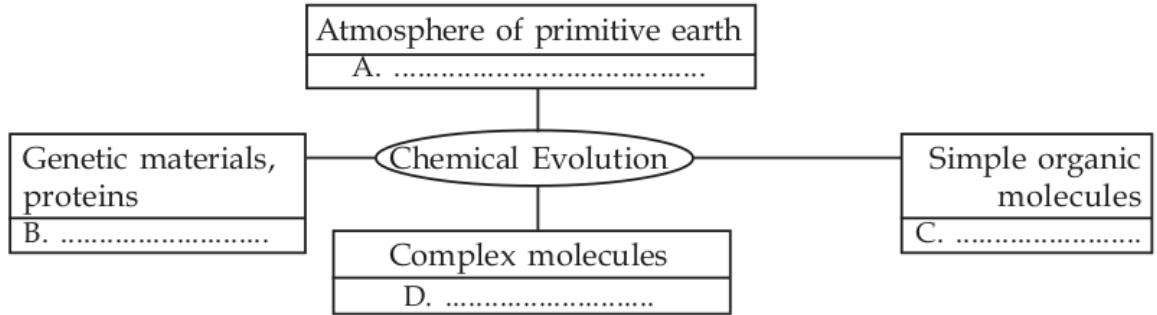 Atmosphere of primitive earth
A. ........................................
Genetic materials,
proteins
B. ...........................
Chemical Evolution
Simple organic
molecules
C. ........................
Complex molecules
D. ...........................